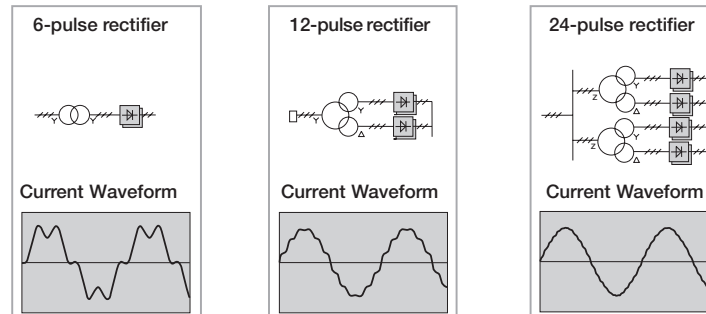 6-pulse rectifier
Y
Y
Current Waveform
12-pulse rectifier
Y
Y
Δ
Current Waveform
24-pulse rectifier
Z
Y
Δ
Z
Y
Δ
Current Waveform